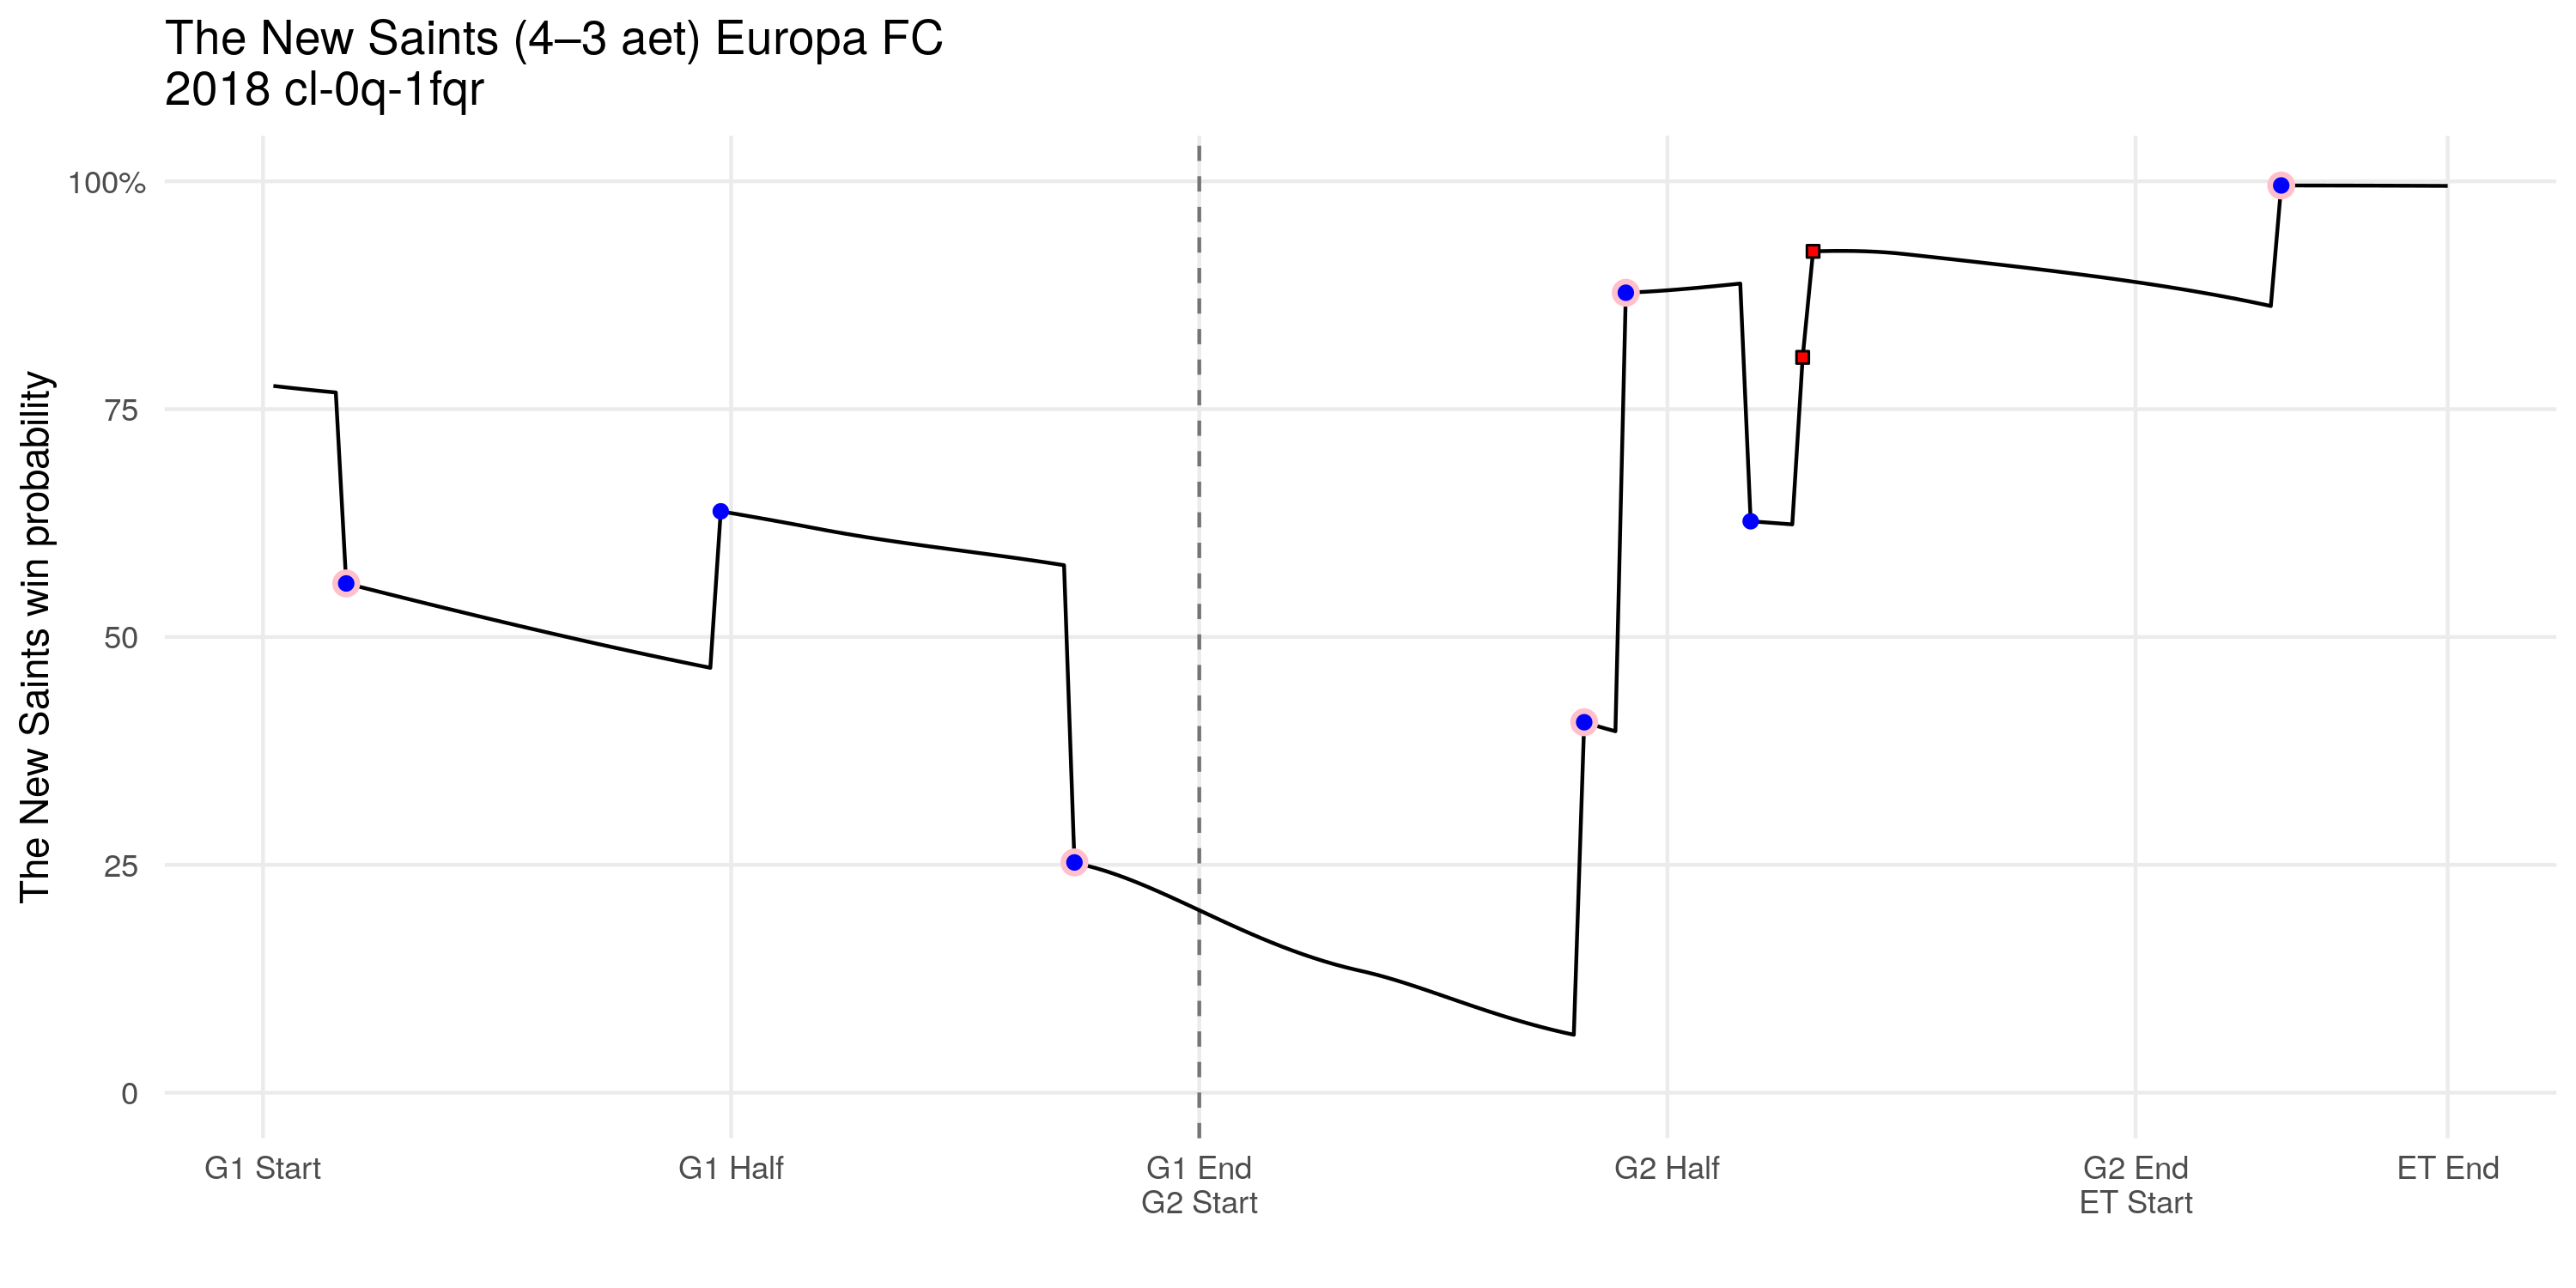 The New Saints (4–3 aet) Europa FC
2018 cl-0q-1fqr
The New Saints win probability
100%
75
50
25
0
G1 Start
G1 Half
G1 End
G2 Start
G2 Half
G2 End
ET Start
ET End